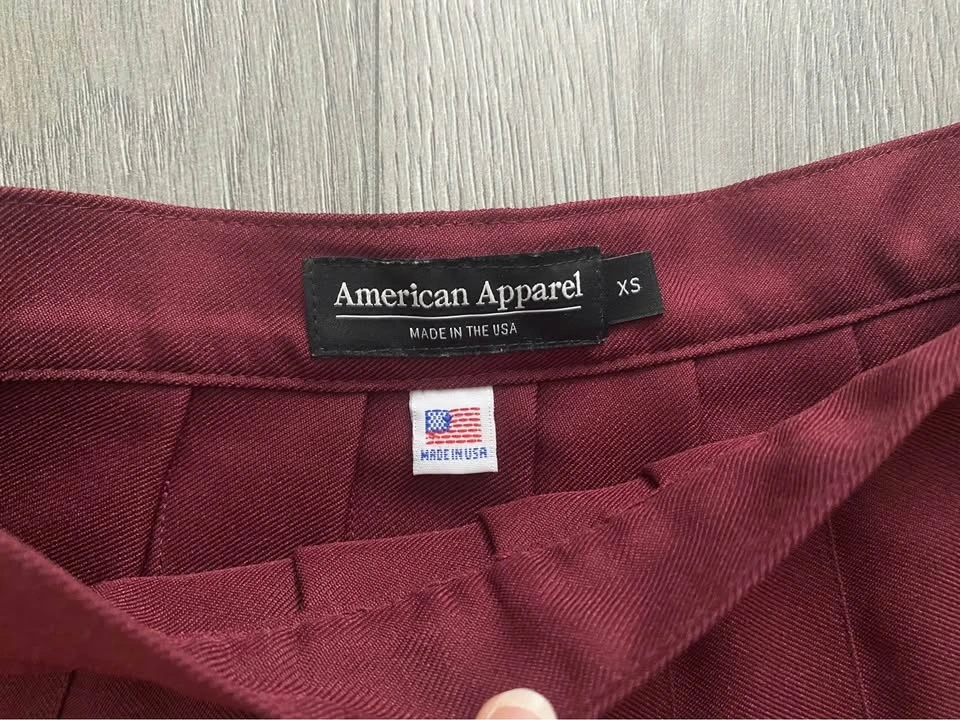 American Apparel
MADE IN THE USA
XS
MADE IN USA